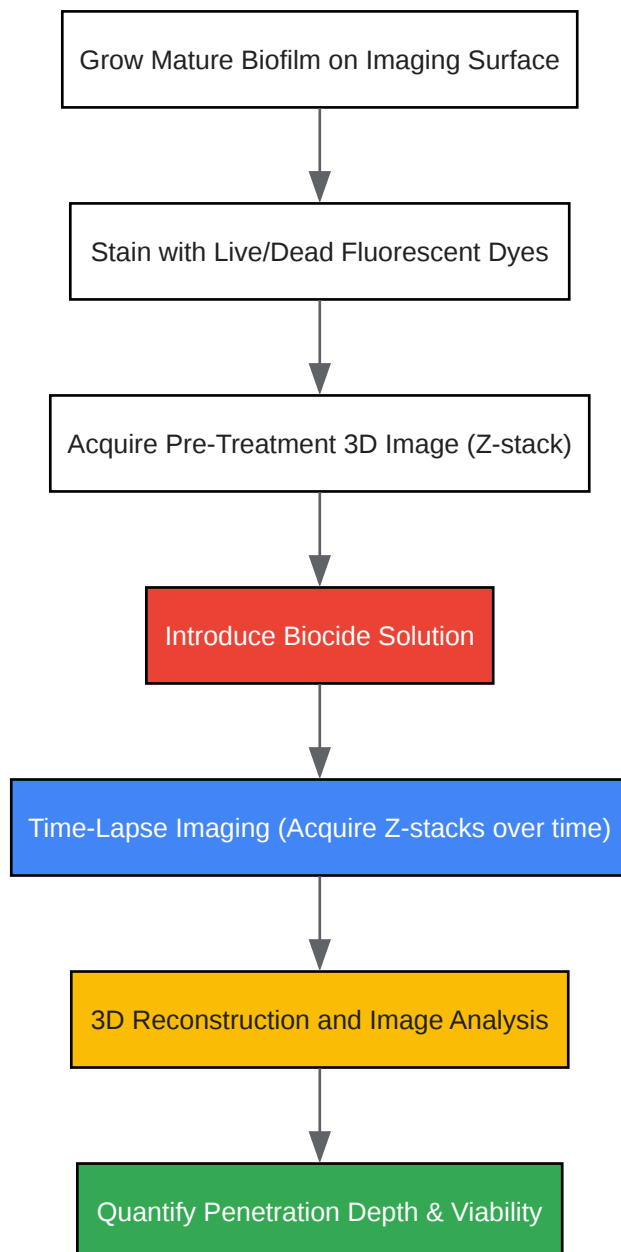 Grow Mature Biofilm on Imaging Surface
Stain with Live/Dead Fluorescent Dyes
Acquire Pre-Treatment 3D Image (Z-stack)
Introduce Biocide Solution
Time-Lapse Imaging (Acquire Z-stacks over time)
3D Reconstruction and Image Analysis
Quantify Penetration Depth & Viability